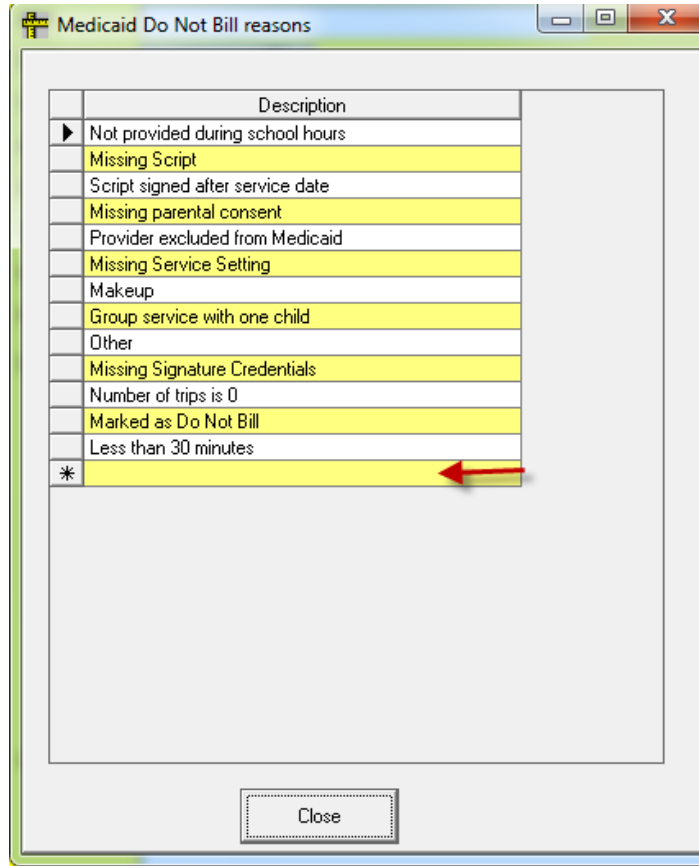 Medicaid Do Not Bill reasons
Description
Not provided during school hours
Missing Script
Script signed after service date
Missing parental consent
Provider excluded from Medicaid
Missing Service Setting
Makeup
Group service with one child
Other
Missing Signature Credentials
Number of trips is 0
Marked as Do Not Bill
Less than 30 minutes
Close